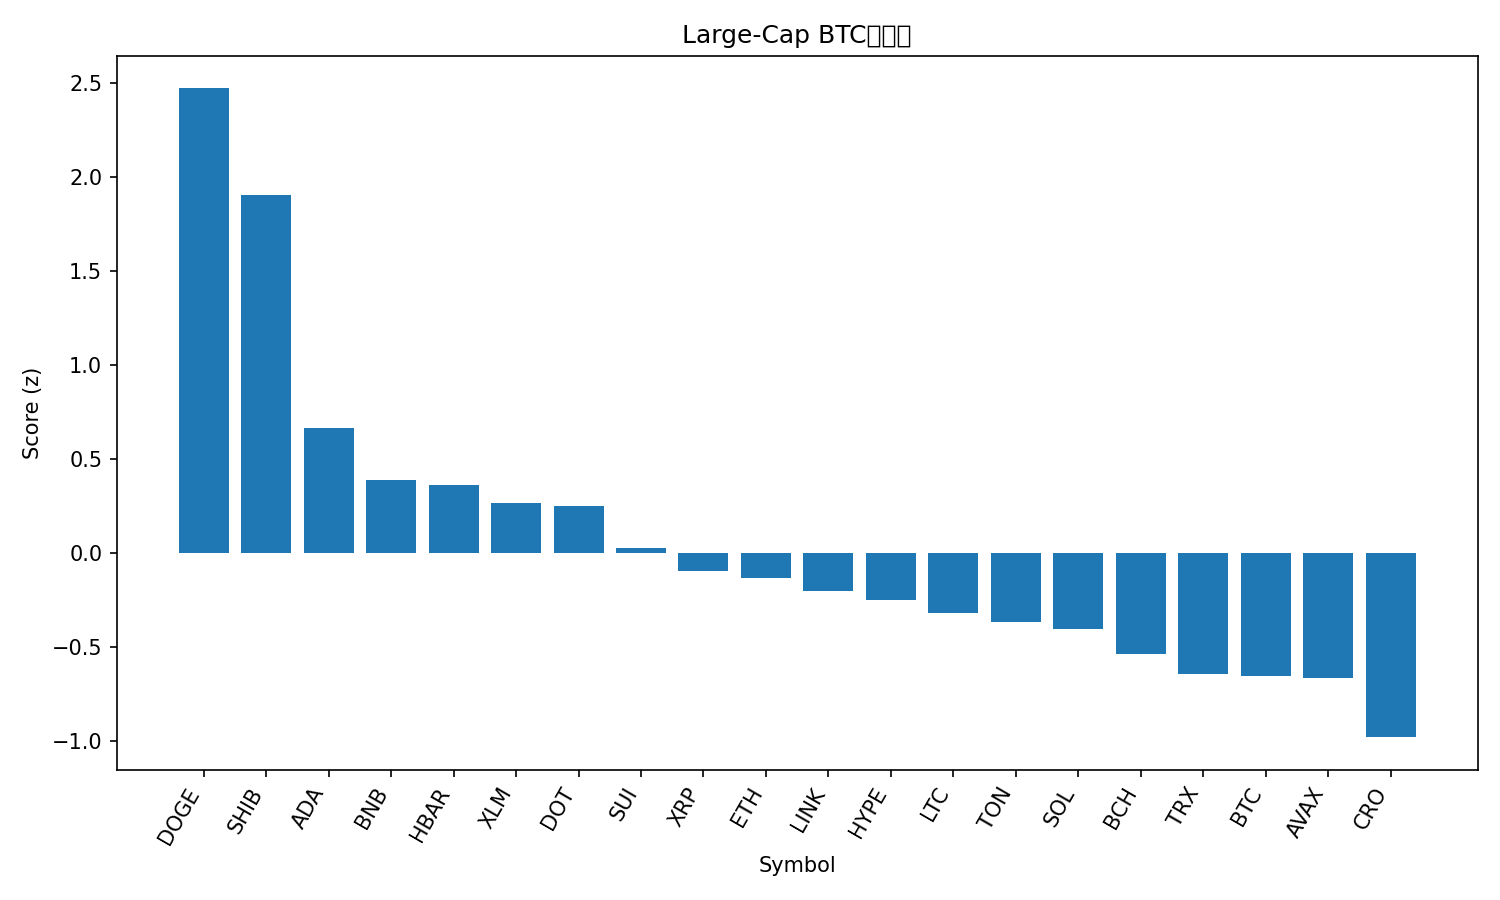 Large-Cap BTC
Score (z)
2.5
2.0
1.5
1.0
0.5
0.0
−0.5
−1.0
DOGE
SHIB
ADA
BNB
HBAR
XLM
DOT
SUI
XRP
ETH
LINK
HYPE
LTC
TON
SOL
BCH
TRX
BTC
AVAX
CRO
Symbol